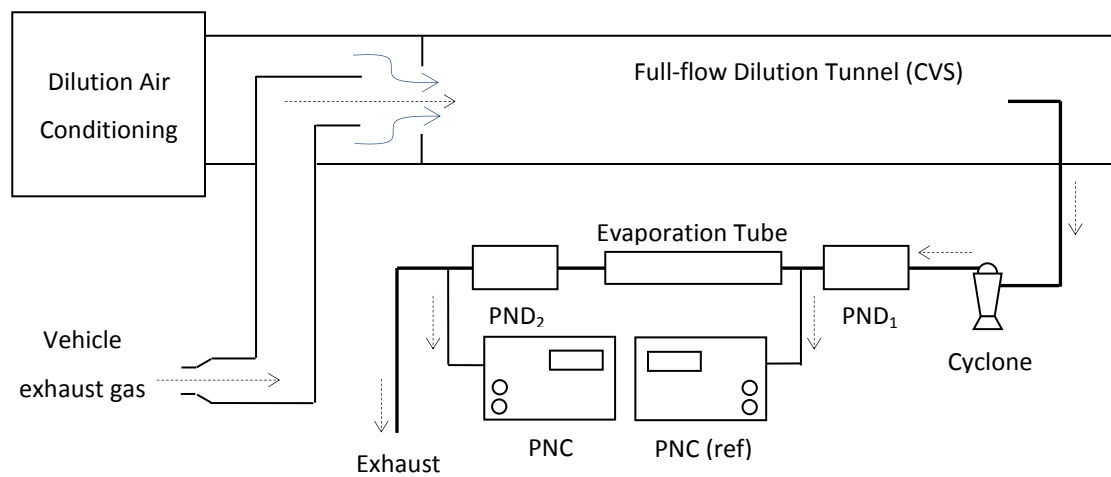 Dilution Air
Conditioning
Full-flow Dilution Tunnel (CVS)
Evaporation Tube
PND₂
PND₁
Vehicle
exhaust gas
Cyclone
PNC
PNC (ref)
Exhaust